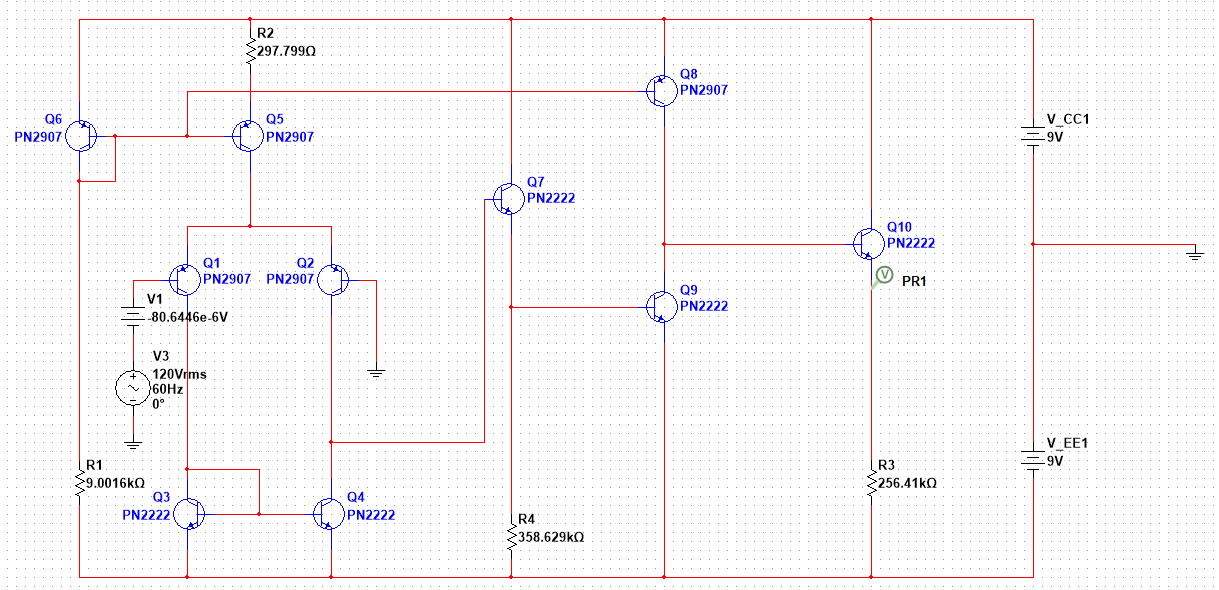 R2
297.799kΩ
Q8
PN2907
Q6
PN2907
Q5
PN2907
V_CC1
9V
Q7
PN2222
Q10
PN2222
PR1
V
Q1
PN2907
Q2
PN2907
V1
-80.6446e-6V
Q9
PN2222
V3
120Vrms
60Hz
0°
R1
9.0016kΩ
Q3
PN2222
Q4
PN2222
R4
358.629kΩ
R3
256.41kΩ
V_EE1
9V